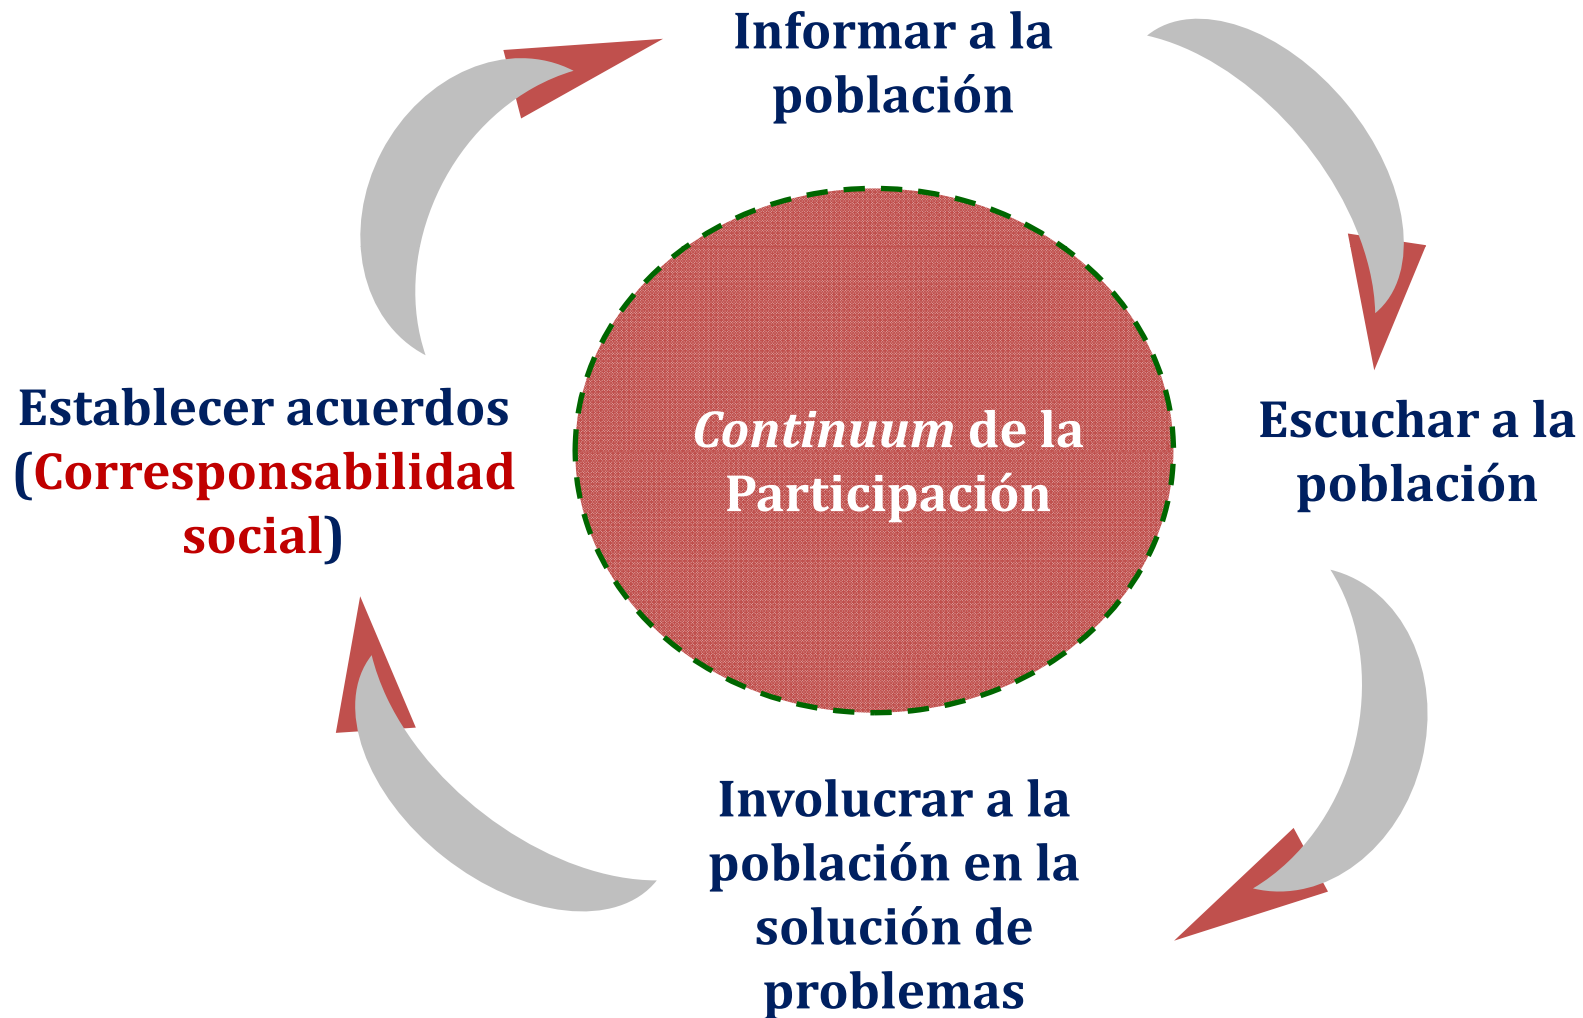 Informar a la
población
Escuchar a la
población
Involucrar a la
población en la
solución de
problemas
Establecer acuerdos
(Corresponsabilidad
social)
Continuum de la
Participación